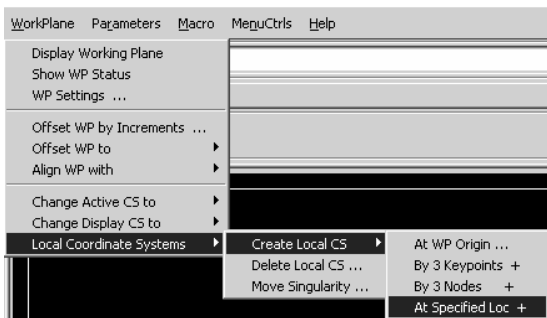 WorkPlane Parameters Macro MenuCtrls Help
Display Working Plane
Show WP Status
WP Settings ...
Offset WP by Increments ...
Offset WP to
Align WP with
Change Active CS to
Change Display CS to
Local Coordinate Systems
Create Local CS
Delete Local CS ...
Move Singularity ...
At WP Origin ...
By 3 Keypoints +
By 3 Nodes +
At Specified Loc +